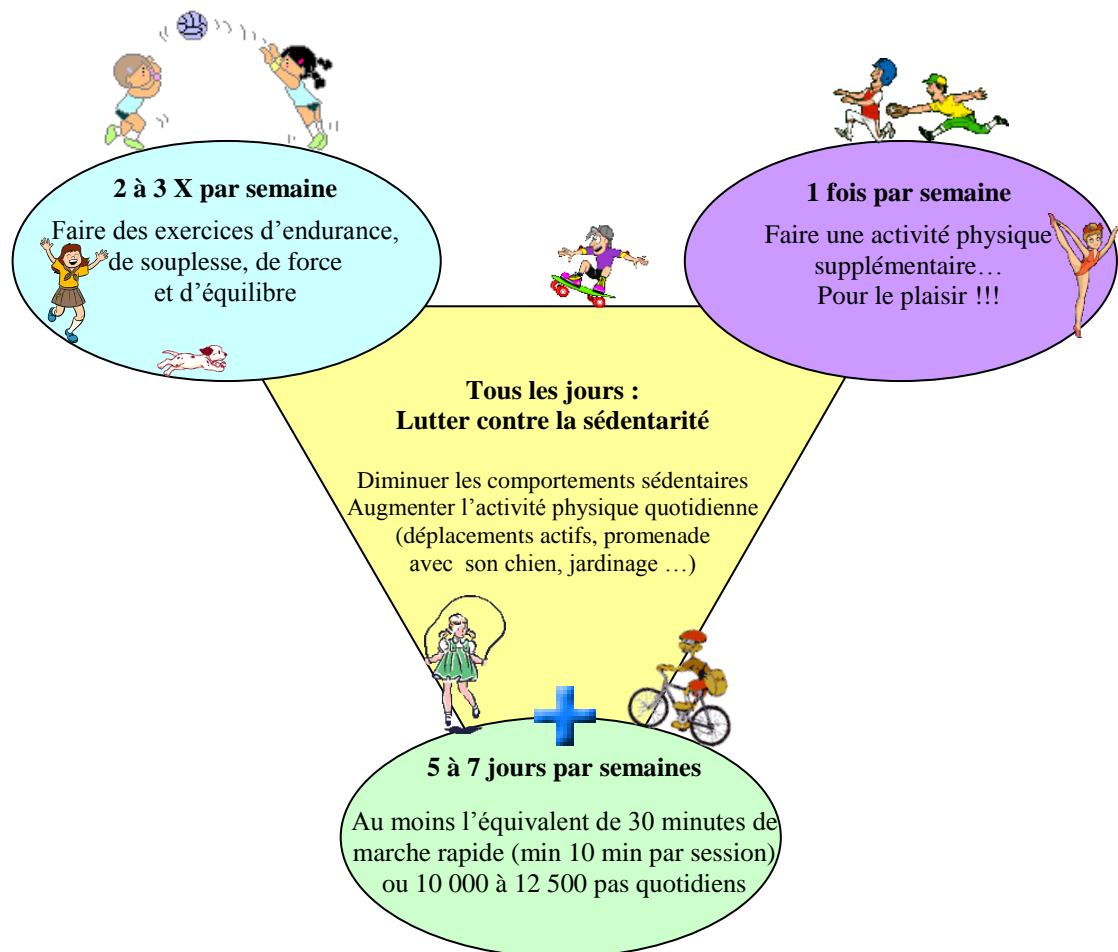 2 à 3 X par semaine
Faire des exercices d’endurance,
de souplesse, de force
et d’équilibre
1 fois par semaine
Faire une activité physique
supplémentaire…
Pour le plaisir !!!
Tous les jours :
Lutter contre la sédentarité
Diminuer les comportements sédentaires
Augmenter l’activité physique quotidienne
(déplacements actifs, promenade
avec son chien, jardinage …)
5 à 7 jours par semaines
Au moins l’équivalent de 30 minutes de
marche rapide (min 10 min par session)
ou 10 000 à 12 500 pas quotidiens